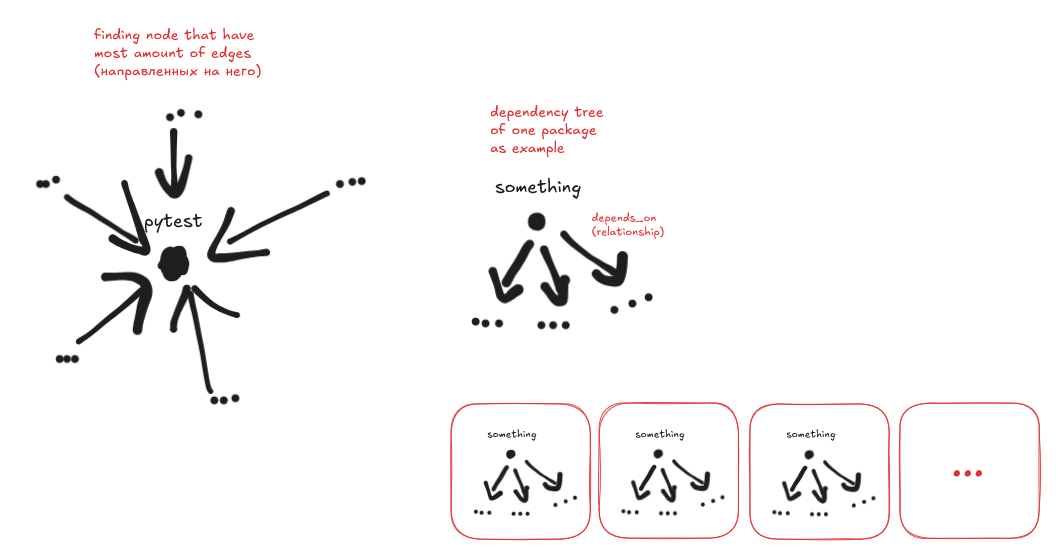 finding node that have
most amount of edges
(направленных на него)
pytest
dependency tree
of one package
as example
something
depends_on
(relationship)
something
something
something